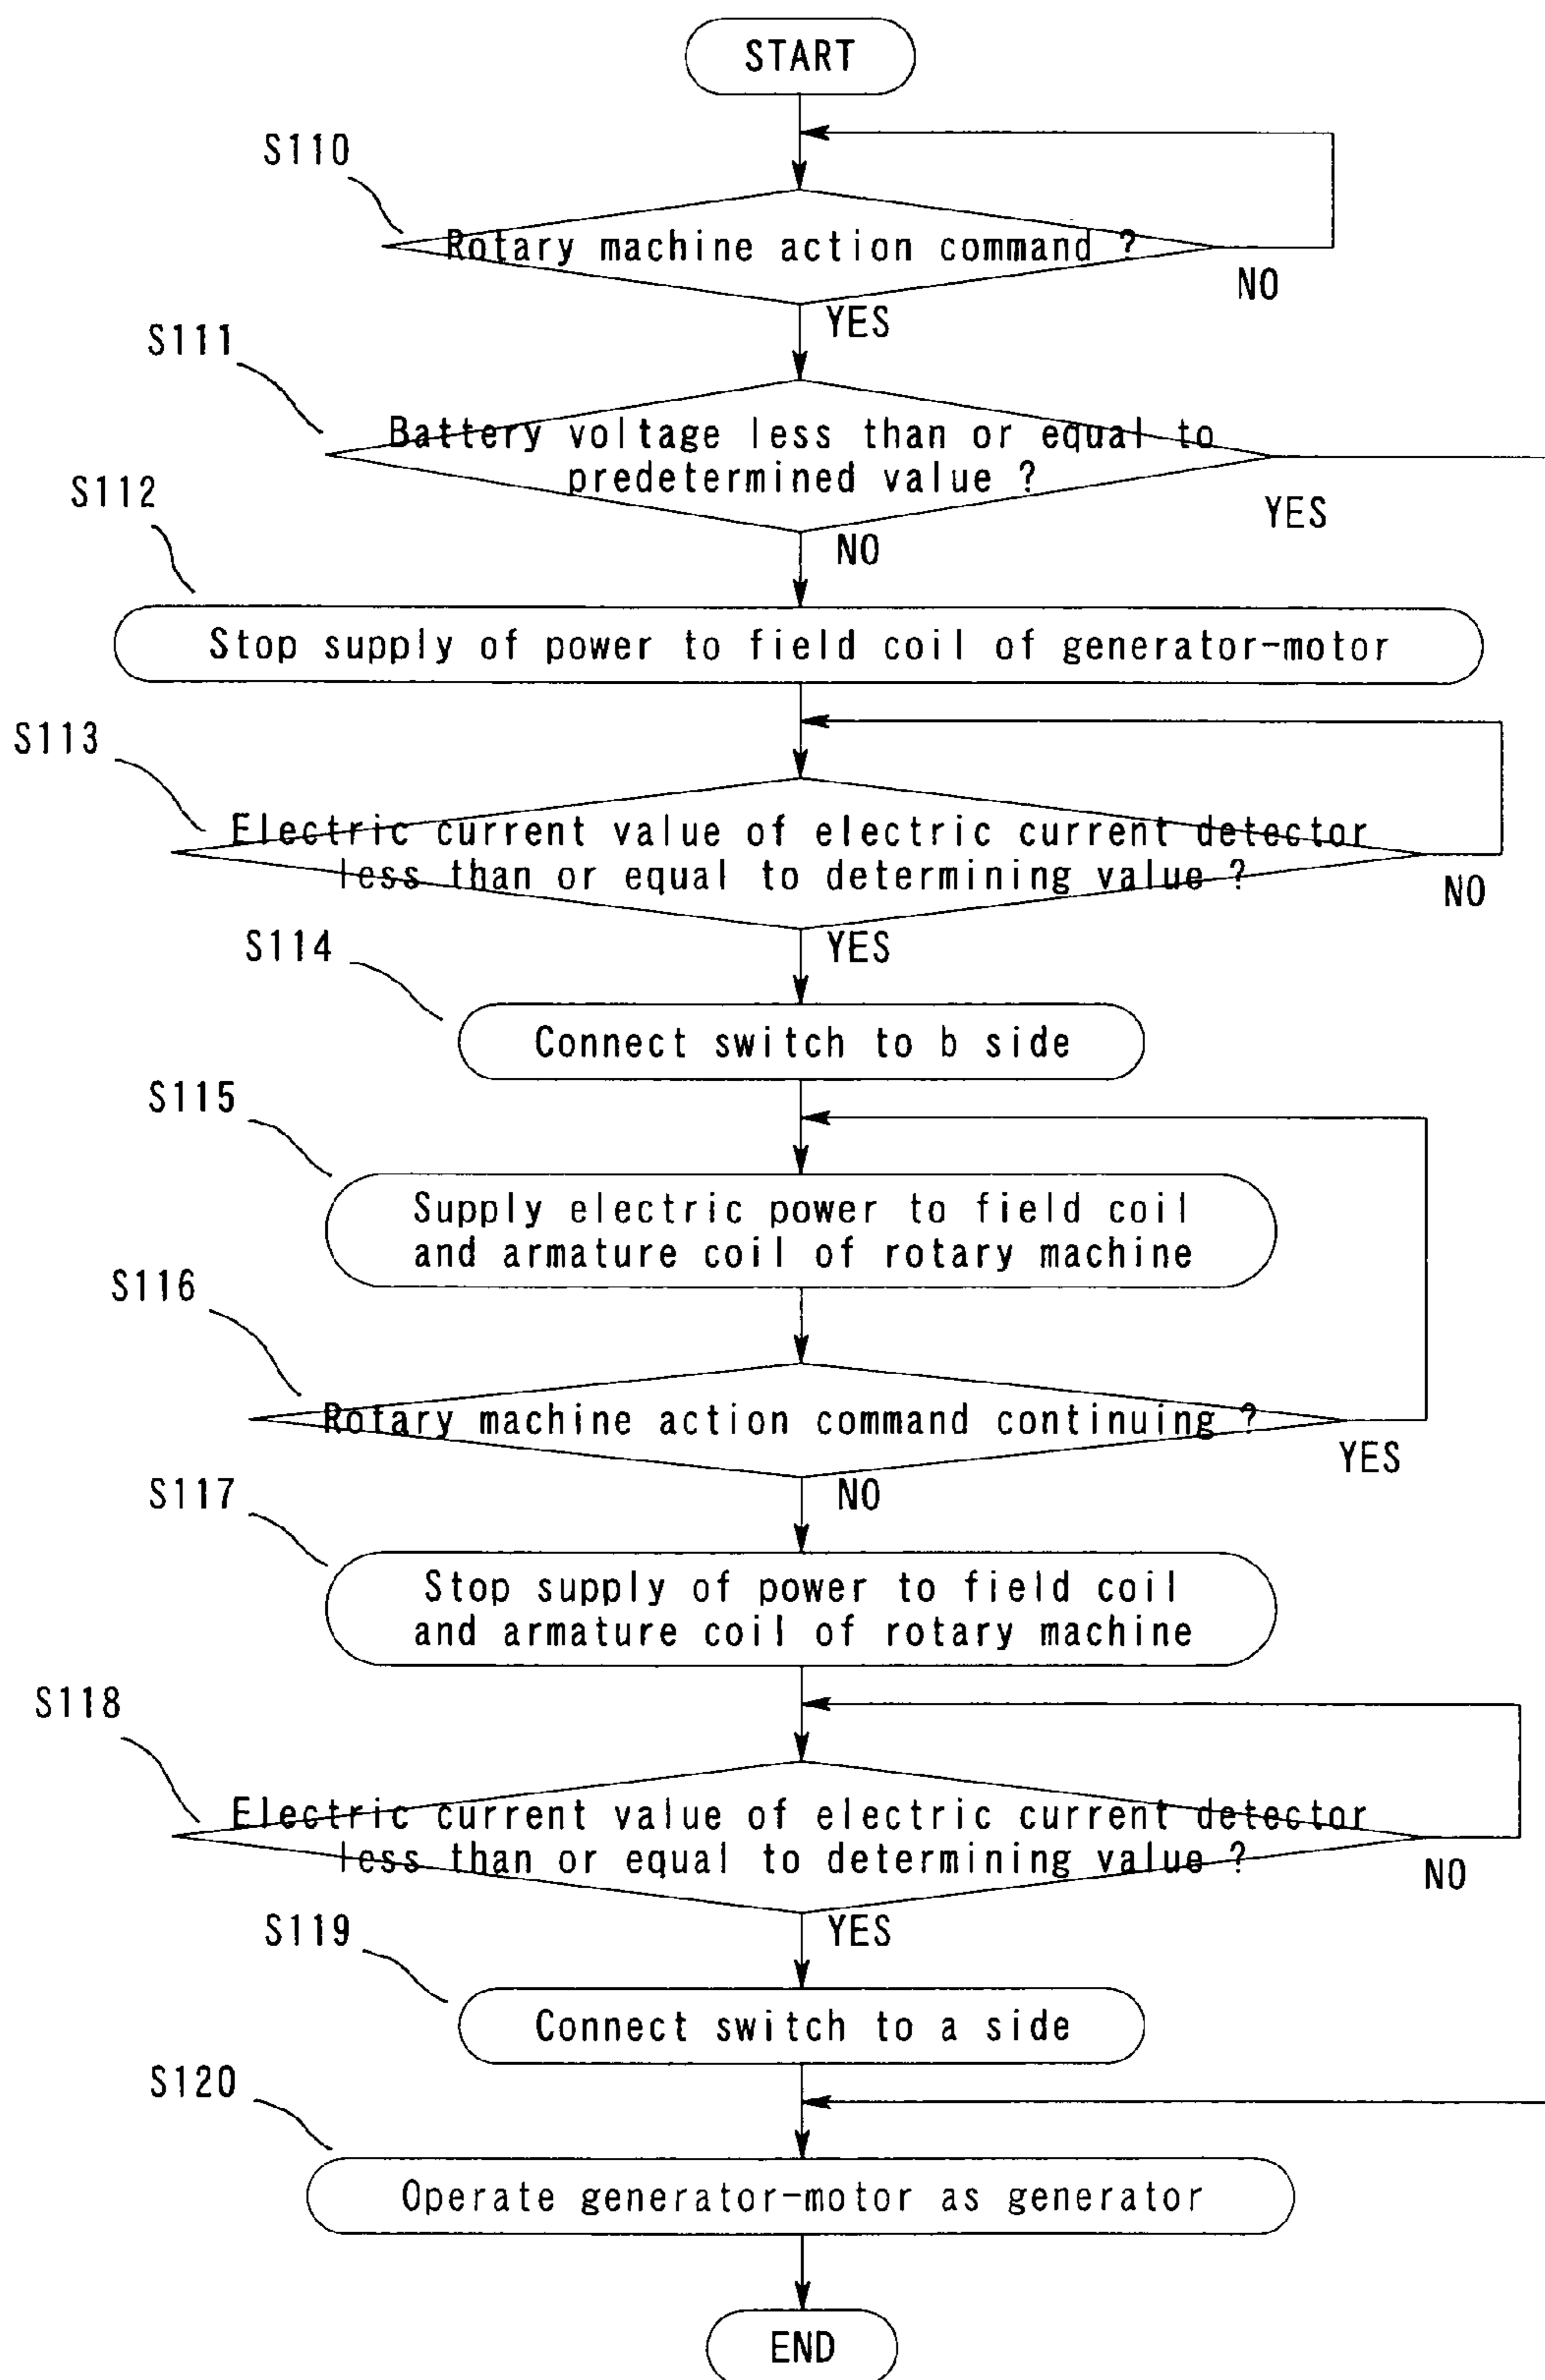 START
S110
Rotary machine action command ?
NO
YES
S111
Battery voltage less than or equal to
predetermined value ?
YES
NO
S112
Stop supply of power to field coil of generator-motor
S113
Electric current value of electric current detector
less than or equal to determining value ?
NO
YES
S114
Connect switch to b side
S115
Supply electric power to field coil
and armature coil of rotary machine
S116
Rotary machine action command continuing ?
YES
NO
S117
Stop supply of power to field coil
and armature coil of rotary machine
S118
Electric current value of electric current detector
less than or equal to determining value ?
NO
YES
S119
Connect switch to a side
S120
Operate generator-motor as generator
END